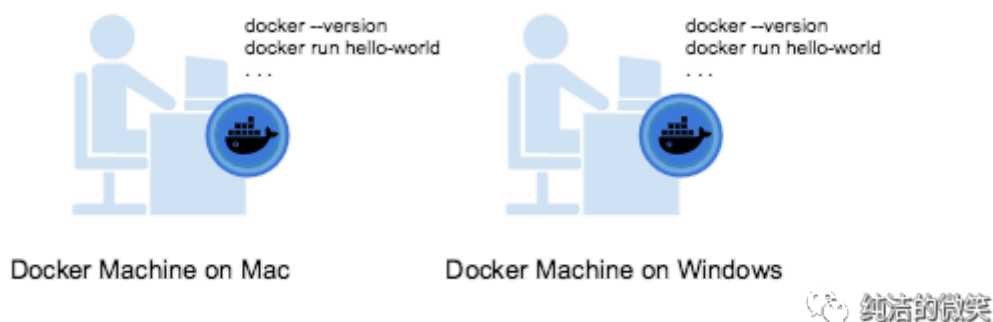 docker --version
docker run hello-world
. . .
docker --version
docker run hello-world
. . .
Docker Machine on Mac
Docker Machine on Windows
纯洁的微笑